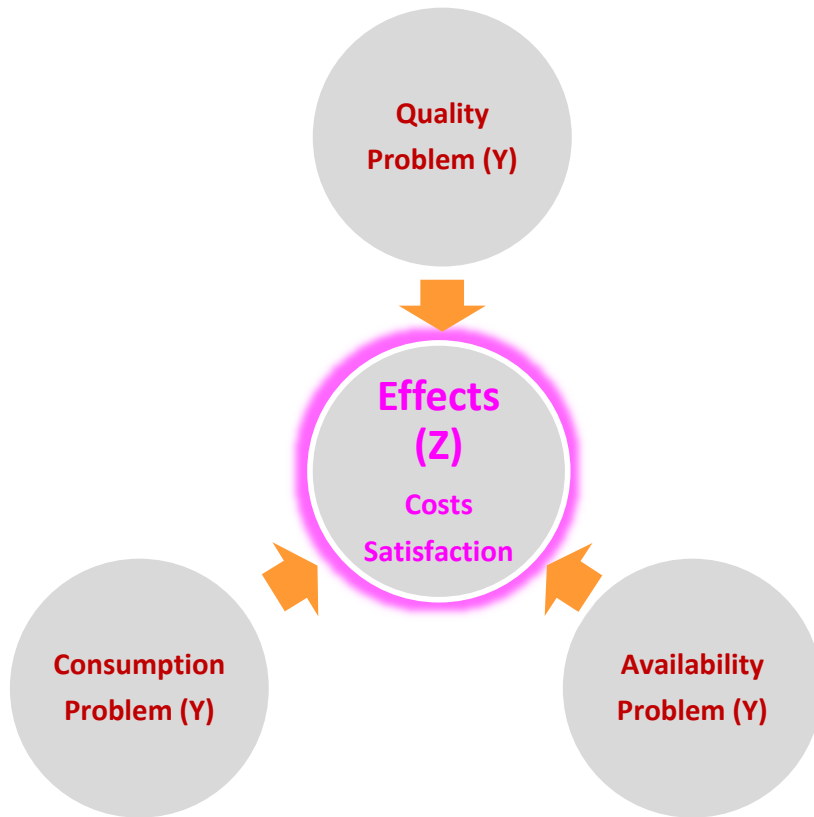 Quality
Problem (Y)
Effects
(Z)
Costs
Satisfaction
Consumption
Problem (Y)
Availability
Problem (Y)